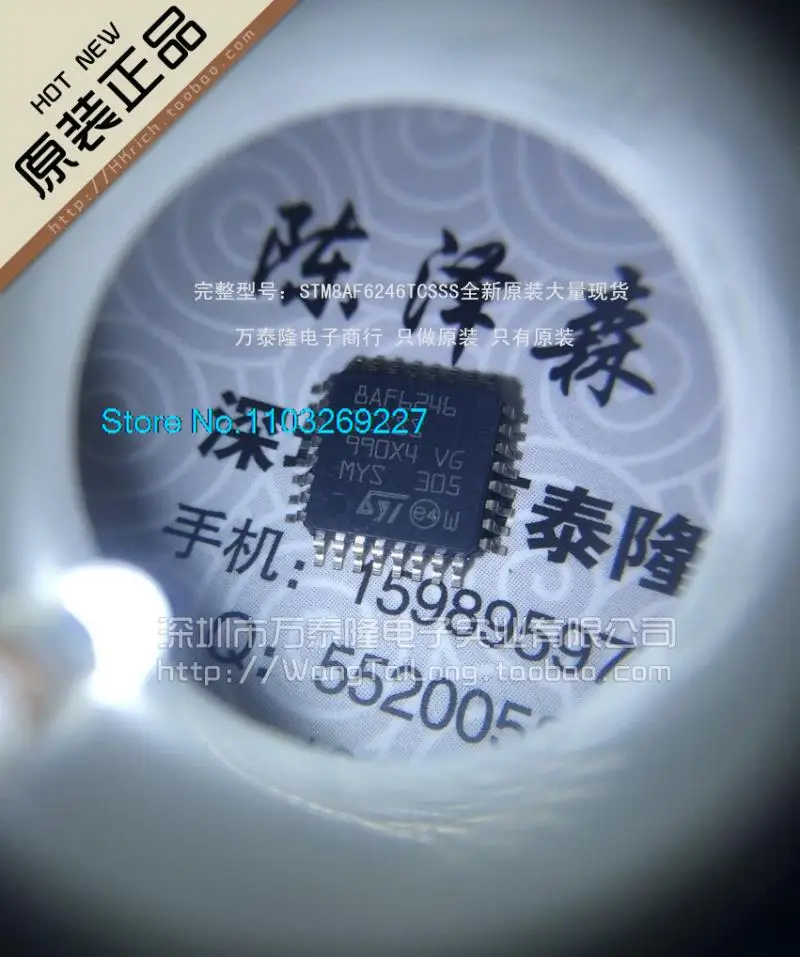 HOT NEW
原装正品
http://HKrich.taobao.com
陈泽森
完整型号：STM8AF6246TCSSS全新原装大量现货
万泰隆电子商行 只做原装 只有原装
8AF6246
Store No.1103269227
深
990X4 VG
MYS 305
ST e4 W
泰隆
手机：15989597
深圳市万泰隆电子实业有限公司
http://WongTaiLong.taobao.com
Q：552005